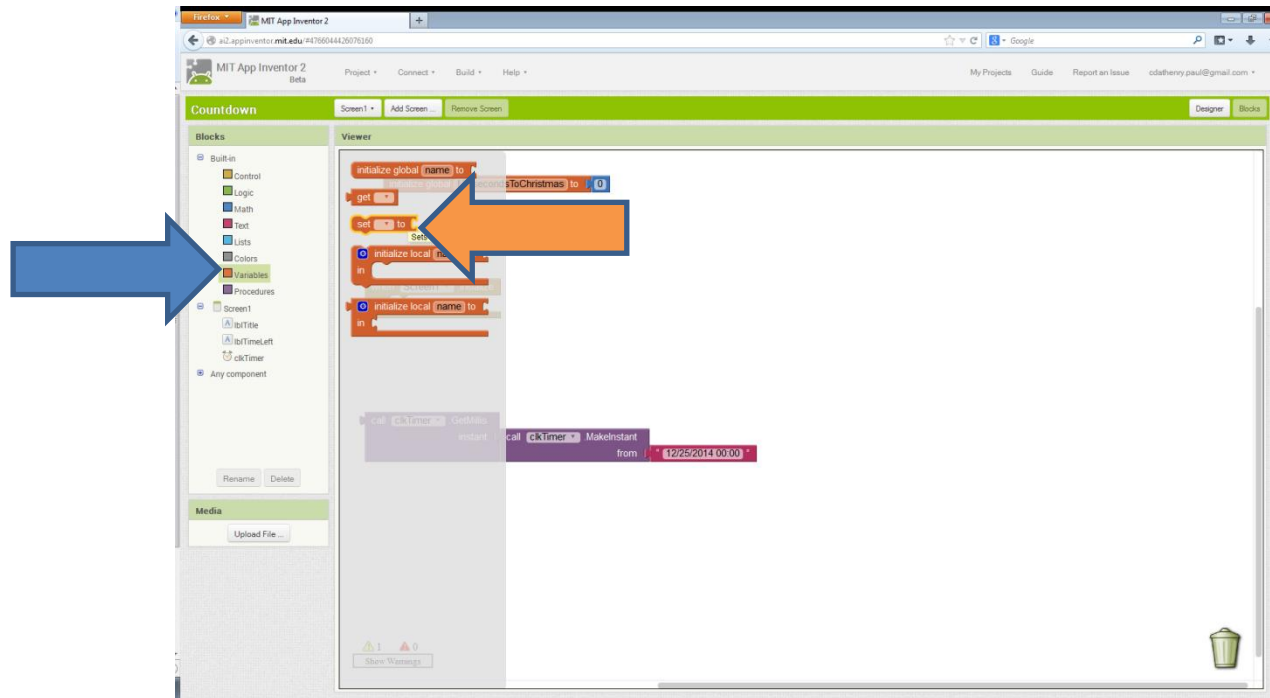 Firefox
MIT App Inventor 2
+
ai2.appinventor.mit.edu/#4766044426076160
Google
MIT App Inventor 2
Beta
Project
Connect
Build
Help
My Projects
Guide
Report an Issue
cdathenry.paul@gmail.com
Countdown
Screen1
Add Screen ...
Remove Screen
Designer
Blocks
Blocks
Viewer
Built-in
Control
Logic
Math
Text
Lists
Colors
Variables
Procedures
Screen1
lblTitle
lblTimeLeft
clkTimer
Any component
Rename
Delete
Media
Upload File ...
initialize global name to
ToChristmas to 0
get
set to
Sets
initialize local
in
Screen1
initialize local name to
in
call clkTimer .GetMillis
instant call clkTimer .MakeInstant
from " 12/25/2014 00:00 "
1 0
Show Warnings